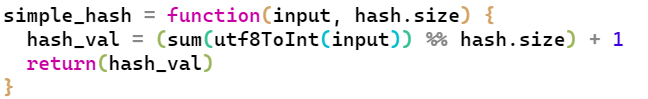 simple_hash = function(input, hash.size) {
  hash_val = (sum(utf8ToInt(input)) %% hash.size) + 1
  return(hash_val)
}